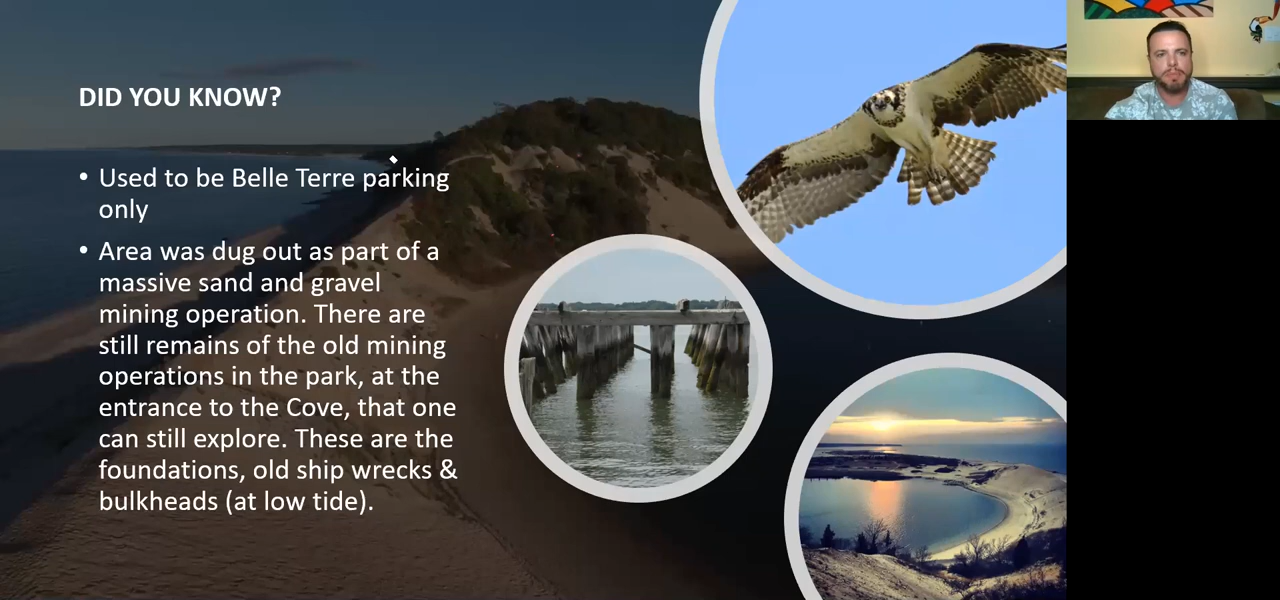 DID YOU KNOW?
• Used to be Belle Terre parking
only
• Area was dug out as part of a
massive sand and gravel
mining operation. There are
still remains of the old mining
operations in the park, at the
entrance to the Cove, that one
can still explore. These are the
foundations, old ship wrecks &
bulkheads (at low tide).